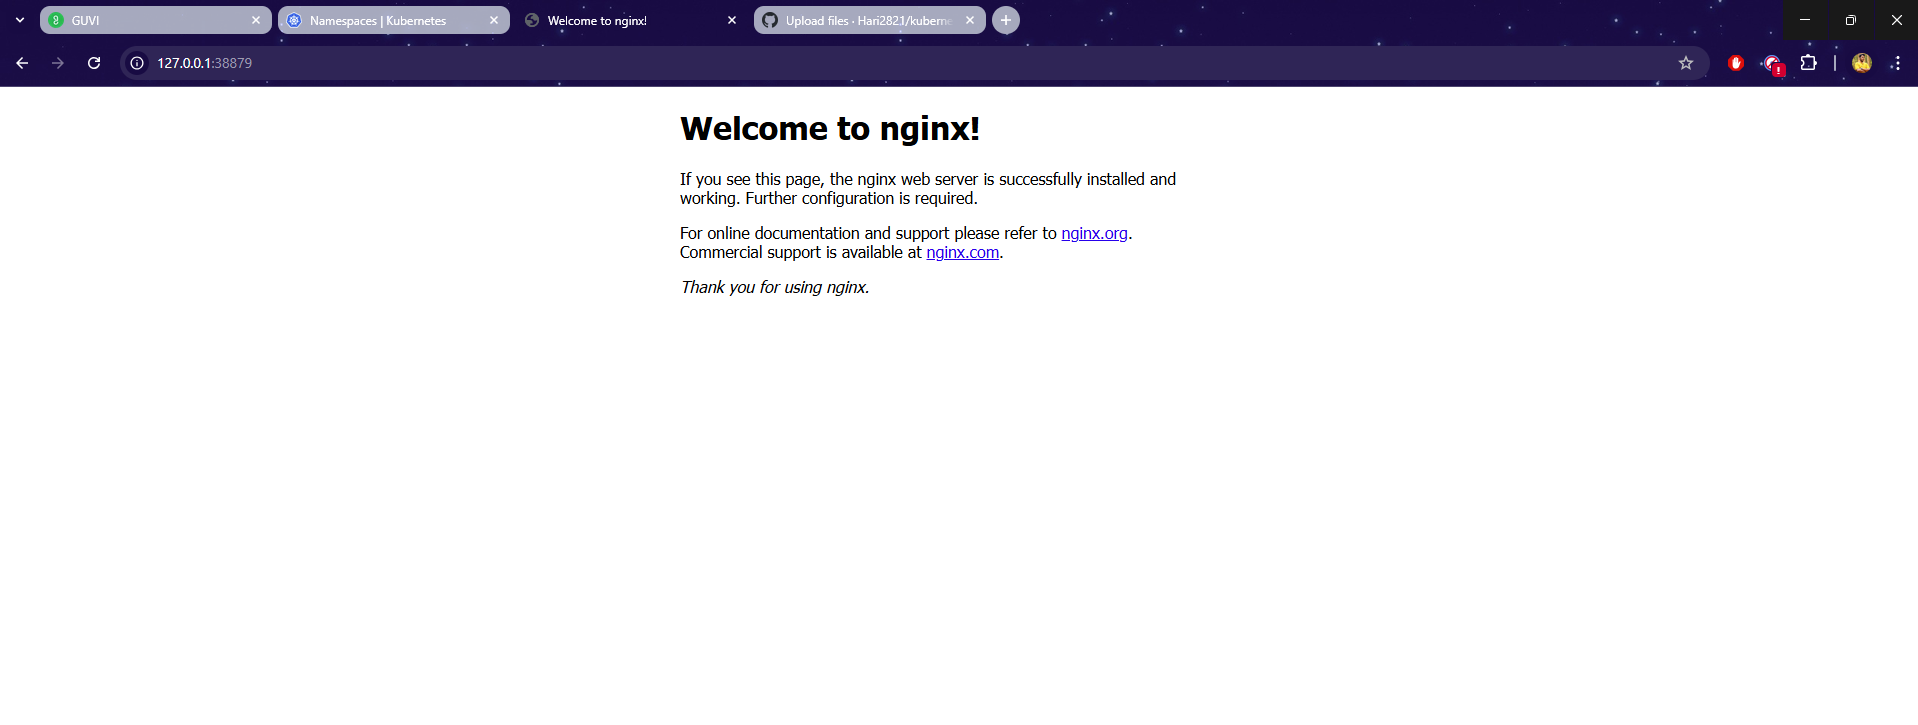 GUVI
Namespaces | Kubernetes
Welcome to nginx!
Upload files · Hari2821/kuberne
127.0.0.1:38879
Welcome to nginx!
If you see this page, the nginx web server is successfully installed and
working. Further configuration is required.
For online documentation and support please refer to nginx.org.
Commercial support is available at nginx.com.
Thank you for using nginx.